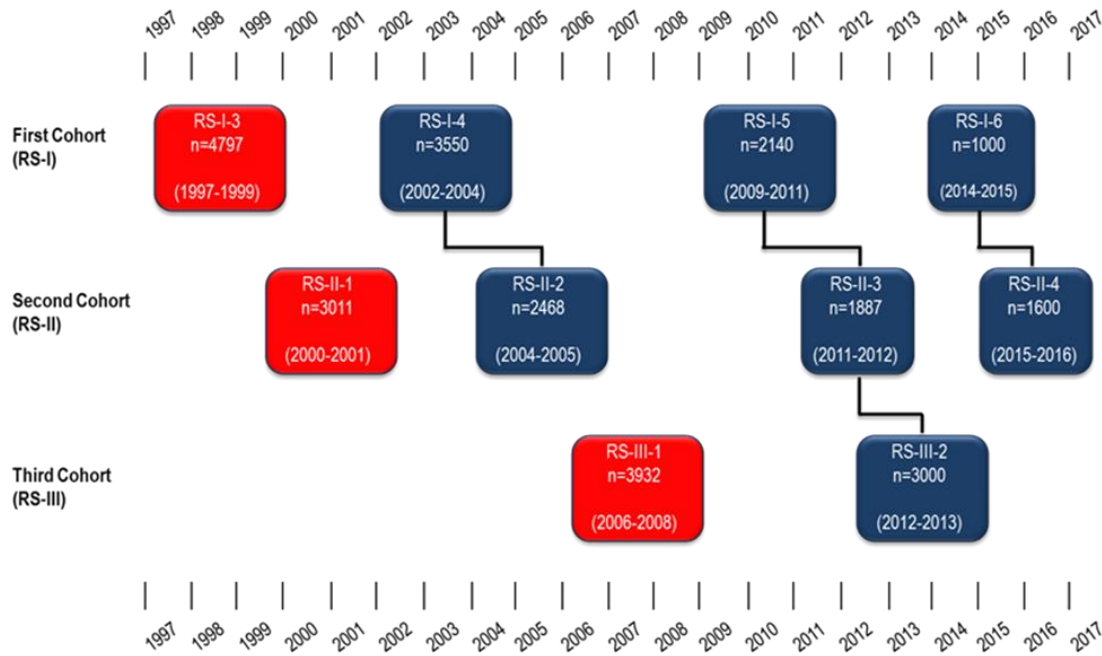 1997 1998 1999 2000 2001 2002 2003 2004 2005 2006 2007 2008 2009 2010 2011 2012 2013 2014 2015 2016 2017
First Cohort
(RS-I)
RS-I-3
n=4797
(1997-1999)
RS-I-4
n=3550
(2002-2004)
RS-I-5
n=2140
(2009-2011)
RS-I-6
n=1000
(2014-2015)
Second Cohort
(RS-II)
RS-II-1
n=3011
(2000-2001)
RS-II-2
n=2468
(2004-2005)
RS-II-3
n=1887
(2011-2012)
RS-II-4
n=1600
(2015-2016)
Third Cohort
(RS-III)
RS-III-1
n=3932
(2006-2008)
RS-III-2
n=3000
(2012-2013)
1997 1998 1999 2000 2001 2002 2003 2004 2005 2006 2007 2008 2009 2010 2011 2012 2013 2014 2015 2016 2017